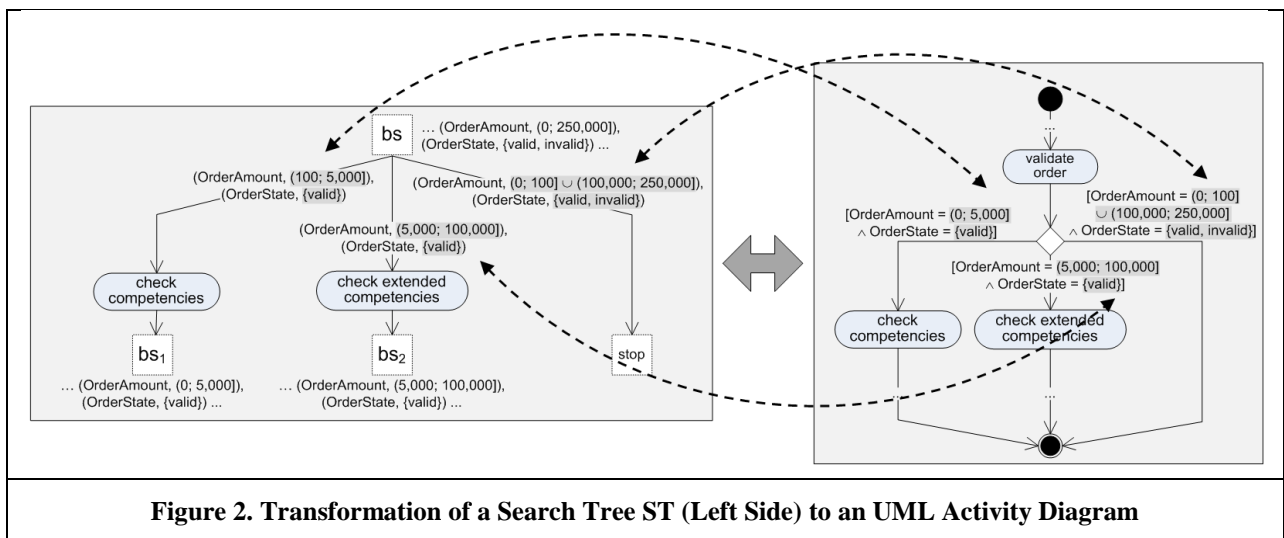 bs
… (OrderAmount, (0; 250,000]),
(OrderState, {valid, invalid}) ...
(OrderAmount, (100; 5,000]),
(OrderState, {valid})
(OrderAmount, (0; 100] ∪ (100,000; 250,000]),
(OrderState, {valid, invalid})
(OrderAmount, (5,000; 100,000]),
(OrderState, {valid})
check
competencies
check extended
competencies
bs₁
bs₂
stop
… (OrderAmount, (0; 5,000]),
(OrderState, {valid}) ...
… (OrderAmount, (5,000; 100,000]),
(OrderState, {valid}) ...
...
validate
order
[OrderAmount = (0; 5,000]
∧ OrderState = {valid}]
[OrderAmount = (0; 100]
∪ (100,000; 250,000]
∧ OrderState = {valid, invalid}]
[OrderAmount = (5,000; 100,000]
∧ OrderState = {valid}]
check
competencies
check extended
competencies
...
...
Figure 2. Transformation of a Search Tree ST (Left Side) to an UML Activity Diagram